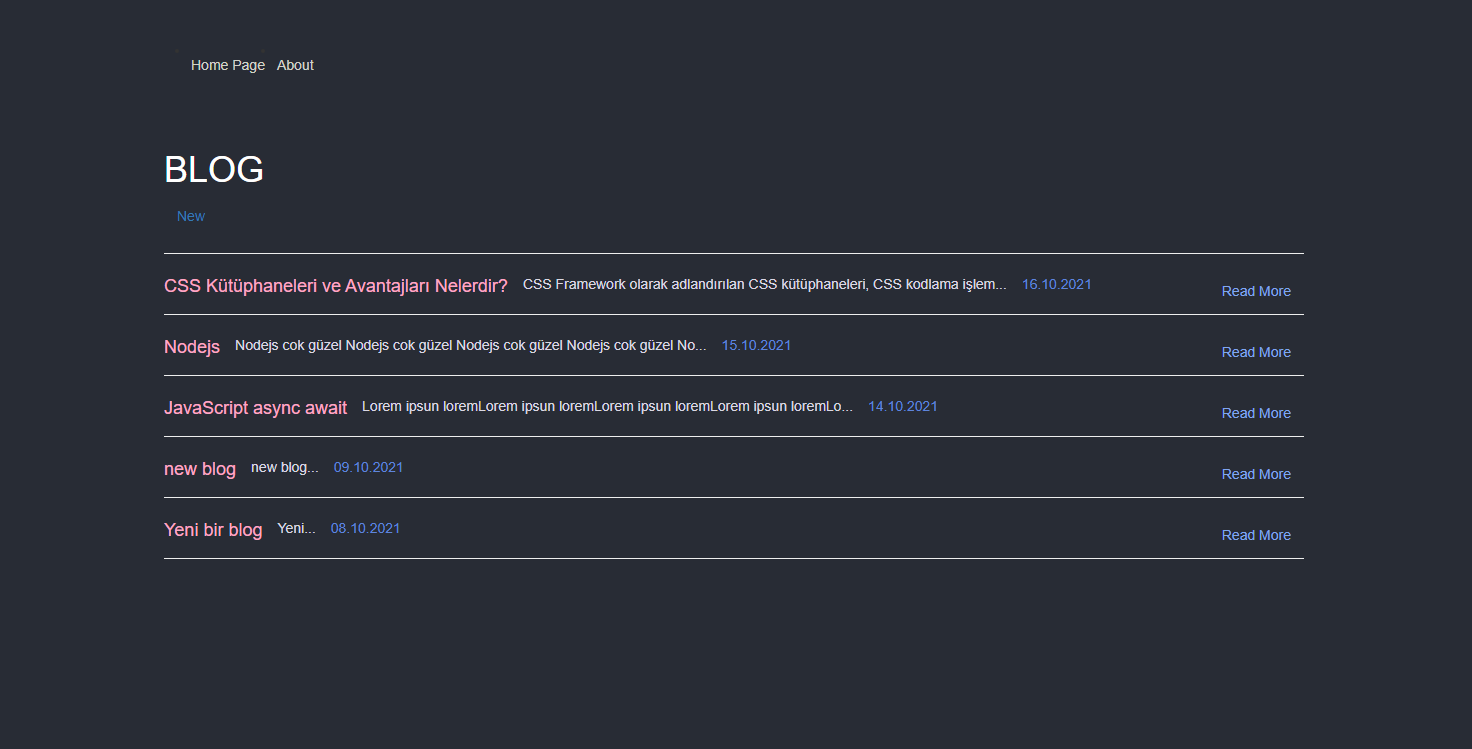 Home Page About
BLOG
New
CSS Kütüphaneleri ve Avantajları Nelerdir? CSS Framework olarak adlandırılan CSS kütüphaneleri, CSS kodlama işlem... 16.10.2021 Read More
Nodejs Nodejs cok güzel Nodejs cok güzel Nodejs cok güzel Nodejs cok güzel No... 15.10.2021 Read More
JavaScript async await Lorem ipsun loremLorem ipsun loremLorem ipsun loremLorem ipsun loremLo... 14.10.2021 Read More
new blog new blog... 09.10.2021 Read More
Yeni bir blog Yeni... 08.10.2021 Read More